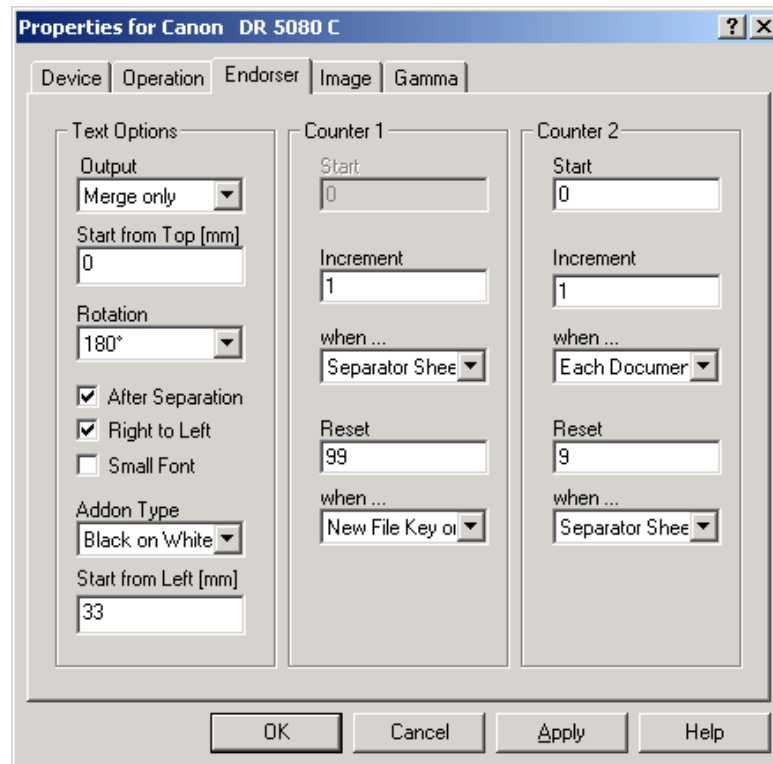 Properties for Canon DR 5080 C
Device Operation Endorser Image Gamma
Text Options
Output
Merge only
Start from Top [mm]
0
Rotation
180°
After Separation
Right to Left
Small Font
Addon Type
Black on White
Start from Left [mm]
33
Counter 1
Start
0
Increment
1
when ...
Separator Shee
Reset
99
when ...
New File Key or
Counter 2
Start
0
Increment
1
when ...
Each Documen
Reset
9
when ...
Separator Shee
OK Cancel Apply Help